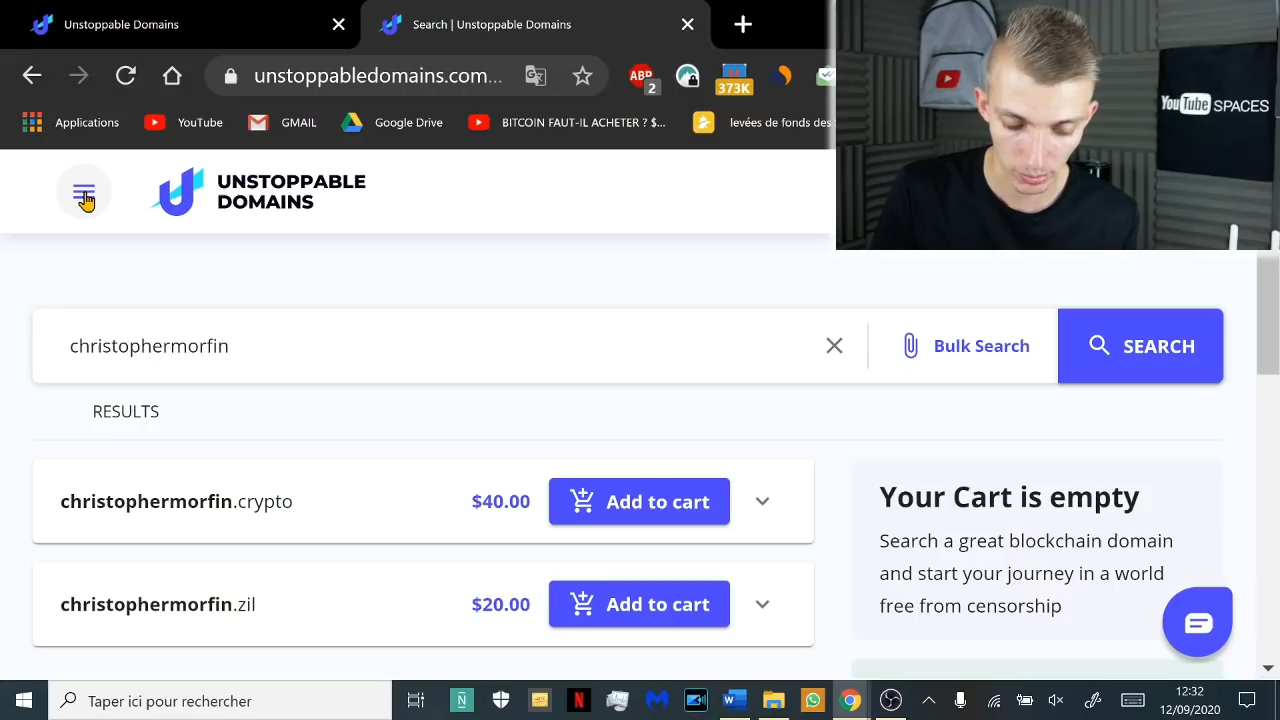 Unstoppable Domains
Search | Unstoppable Domains
unstoppabledomains.com...
ABP
2
373K
Applications
YouTube
GMAIL
Google Drive
BITCOIN FAUT-IL ACHETER ? $...
levées de fonds des
UNSTOPPABLE
DOMAINS
YouTube SPACES
christophermorfin
Bulk Search
SEARCH
RESULTS
christophermorfin.crypto
$40.00
Add to cart
christophermorfin.zil
$20.00
Add to cart
Your Cart is empty
Search a great blockchain domain
and start your journey in a world
free from censorship
Taper ici pour rechercher
12:32
12/09/2020